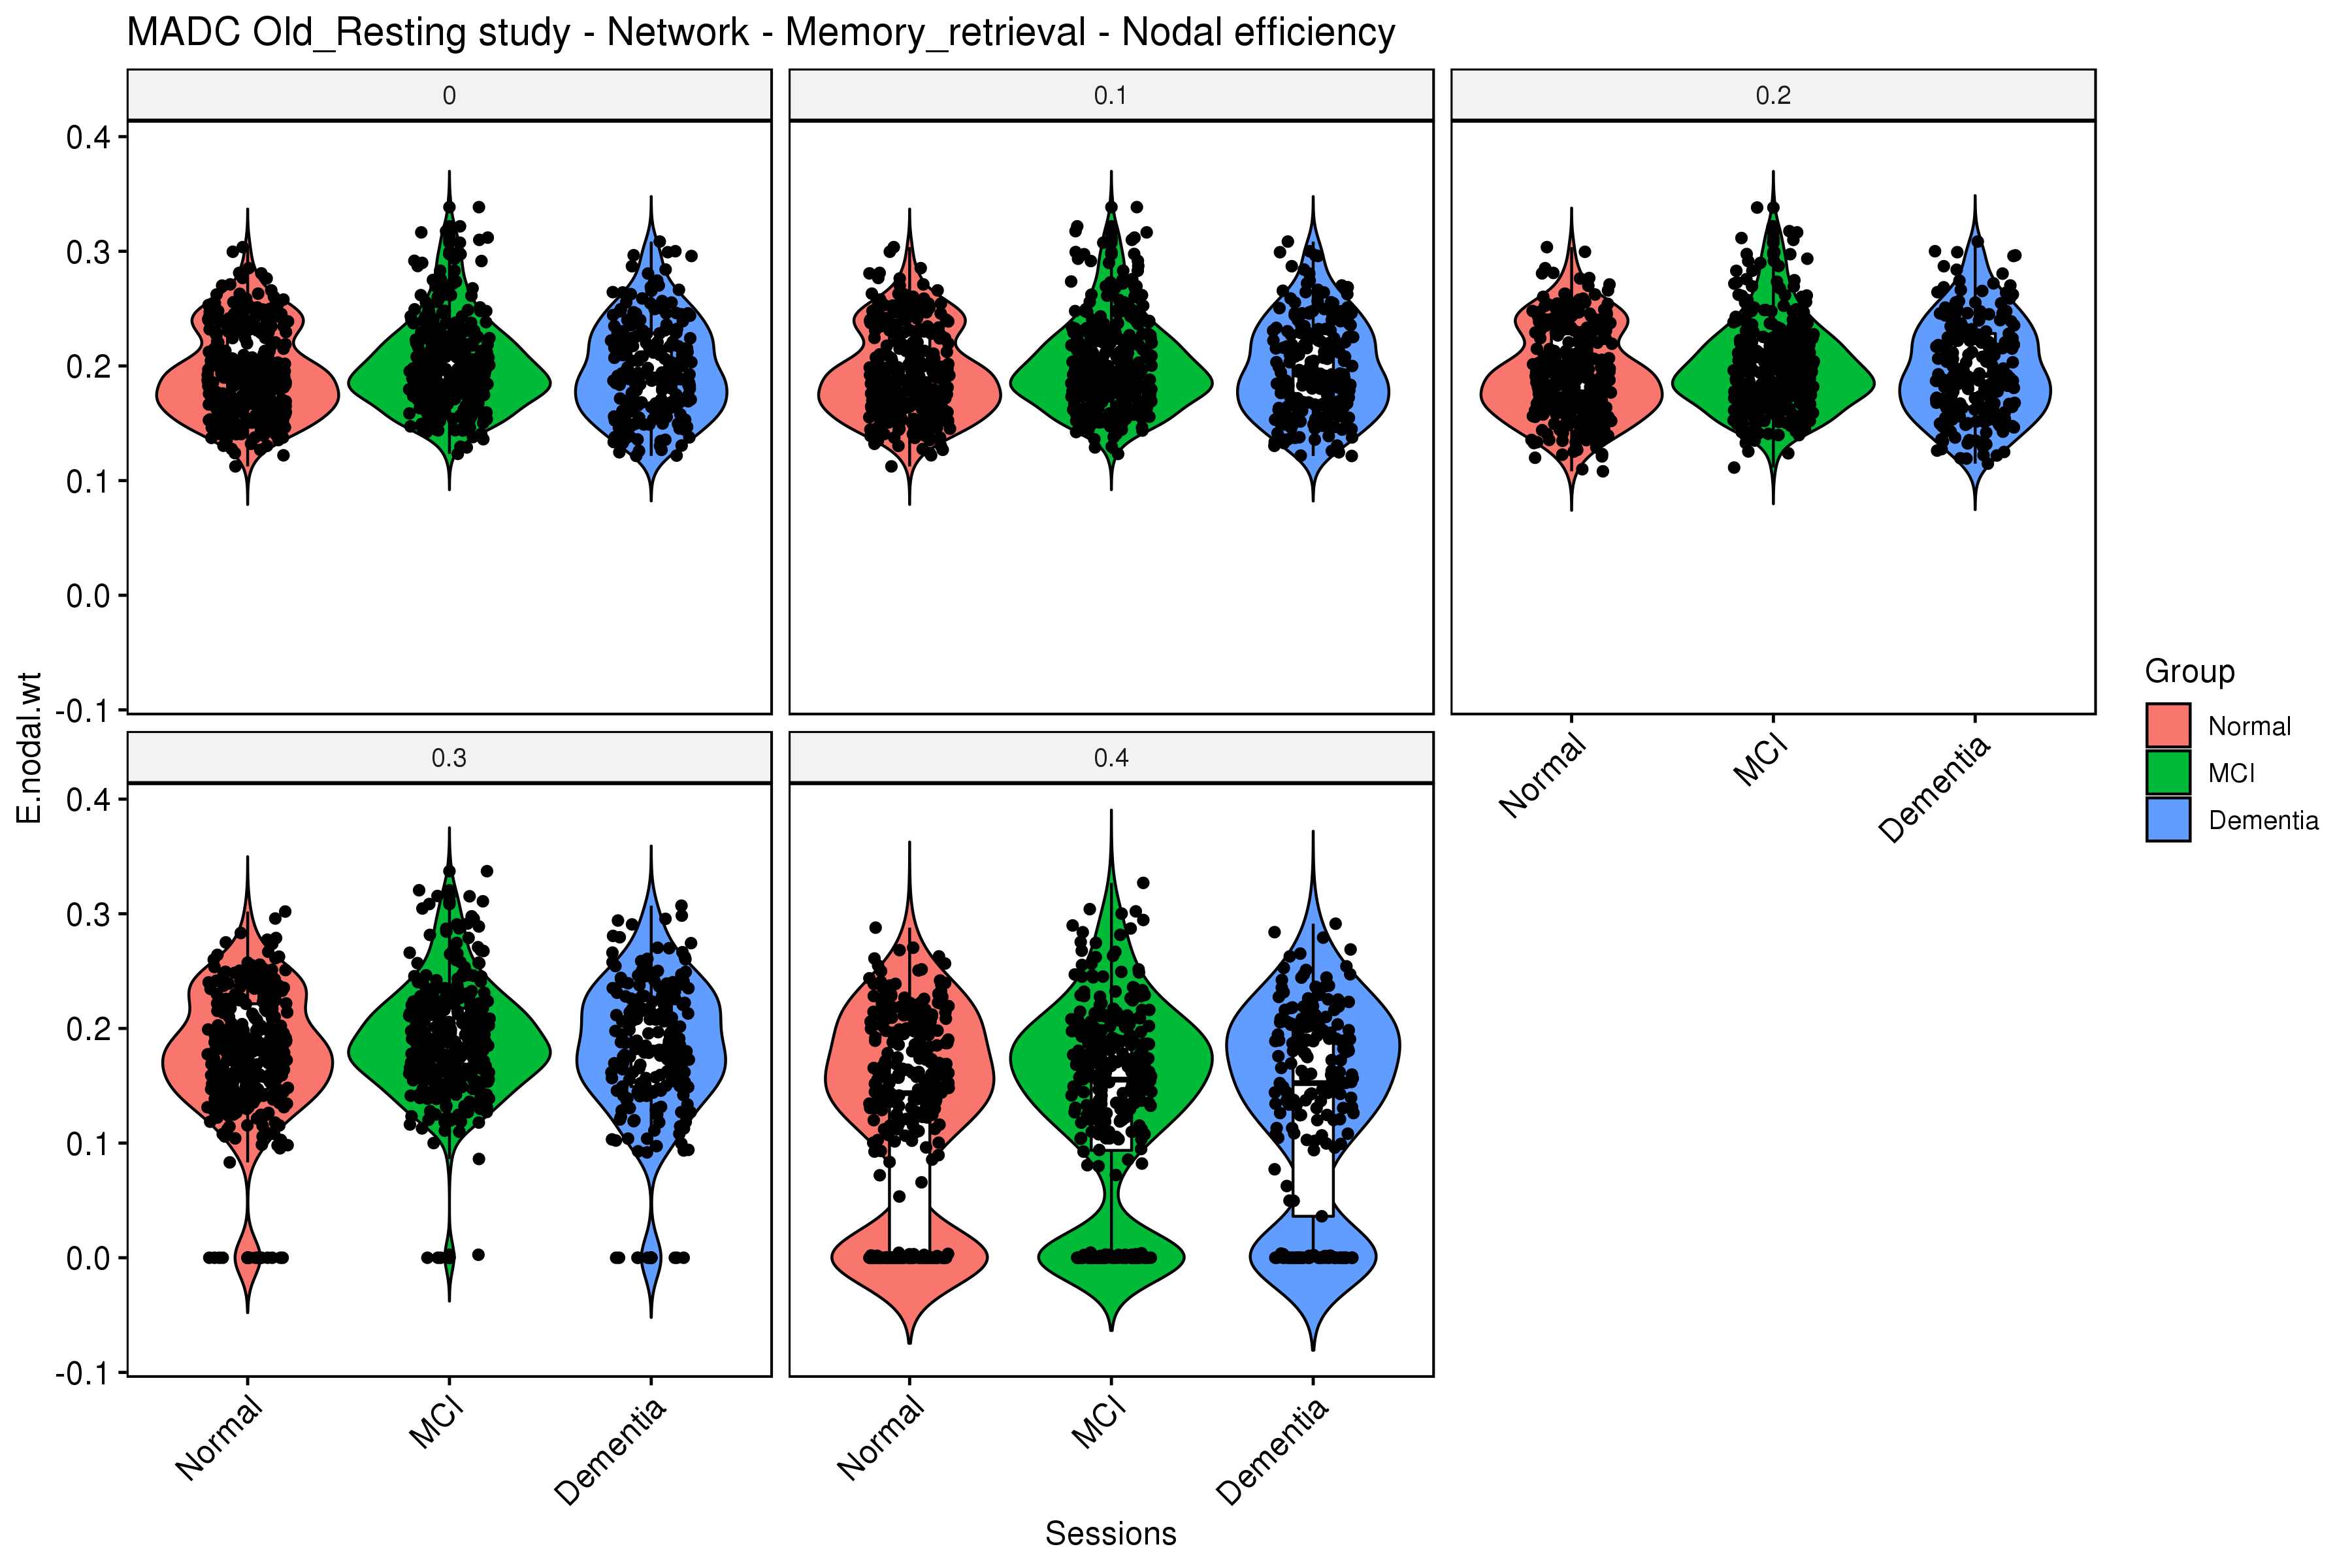 MADC Old_Resting study - Network - Memory_retrieval - Nodal efficiency
0
0.1
0.2
0.4
0.3
0.2
0.1
0.0
-0.1
Normal
MCI
Dementia
0.3
0.4
0.4
0.3
0.2
0.1
0.0
-0.1
Normal
MCI
Dementia
Normal
MCI
Dementia
Sessions
E.nodal.wt
Group
Normal
MCI
Dementia